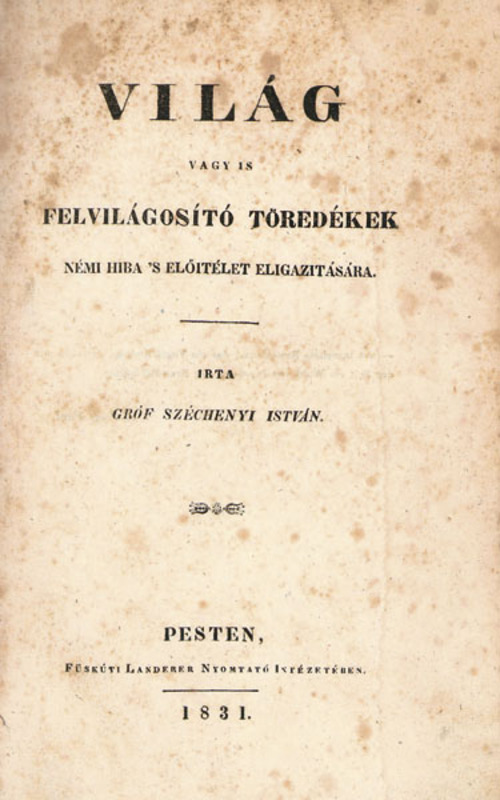 VILÁG
VAGY IS
FELVILÁGOSÍTÓ TÖREDÉKEK
NÉMI HIBA 'S ELŐITÉLET ELIGAZITÁSÁRA.
IRTA
GRÓF SZÉCHENYI ISTVÁN.
PESTEN,
FÜSKÚTI LANDERER NYOMTATÓ INTÉZETÉBEN.
1831.